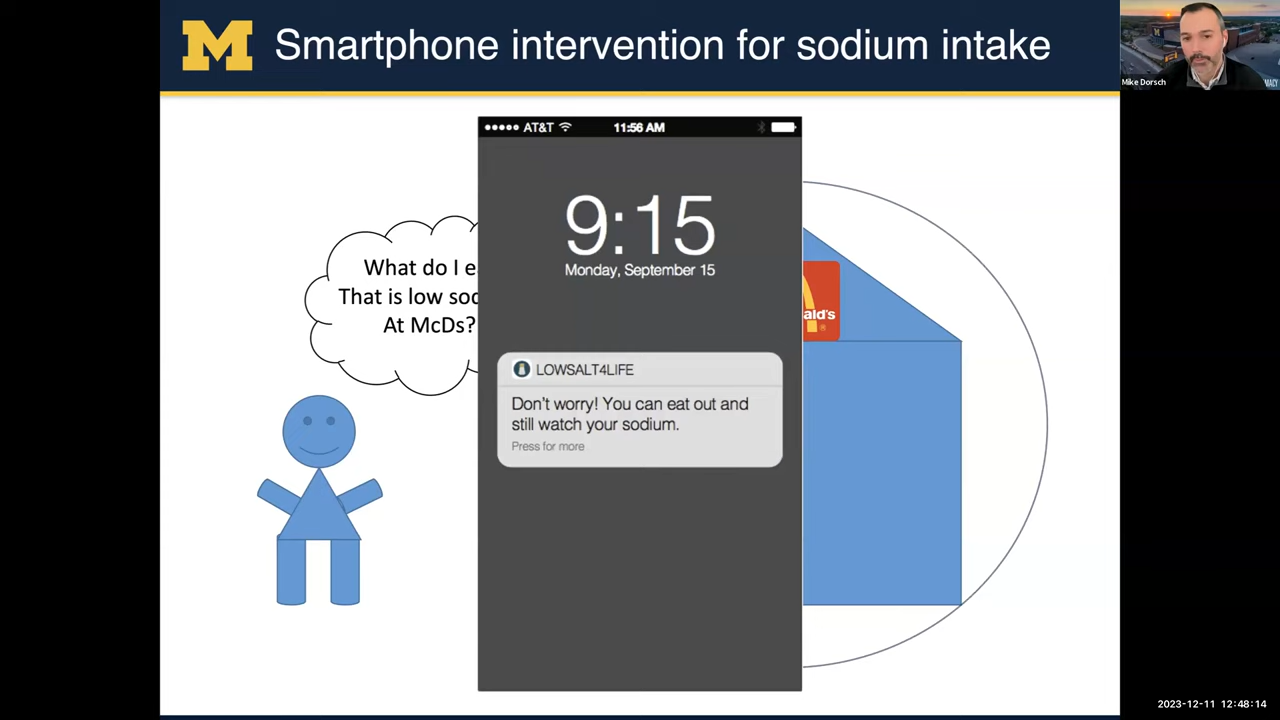 M Smartphone intervention for sodium intake
Mike Dorsch
AT&T 11:56 AM
9:15
Monday, September 15
What do I ea
That is low sod
At McDs?
ald's
LOWSALT4LIFE
Don't worry! You can eat out and
still watch your sodium.
Press for more
2023-12-11 12:48:14